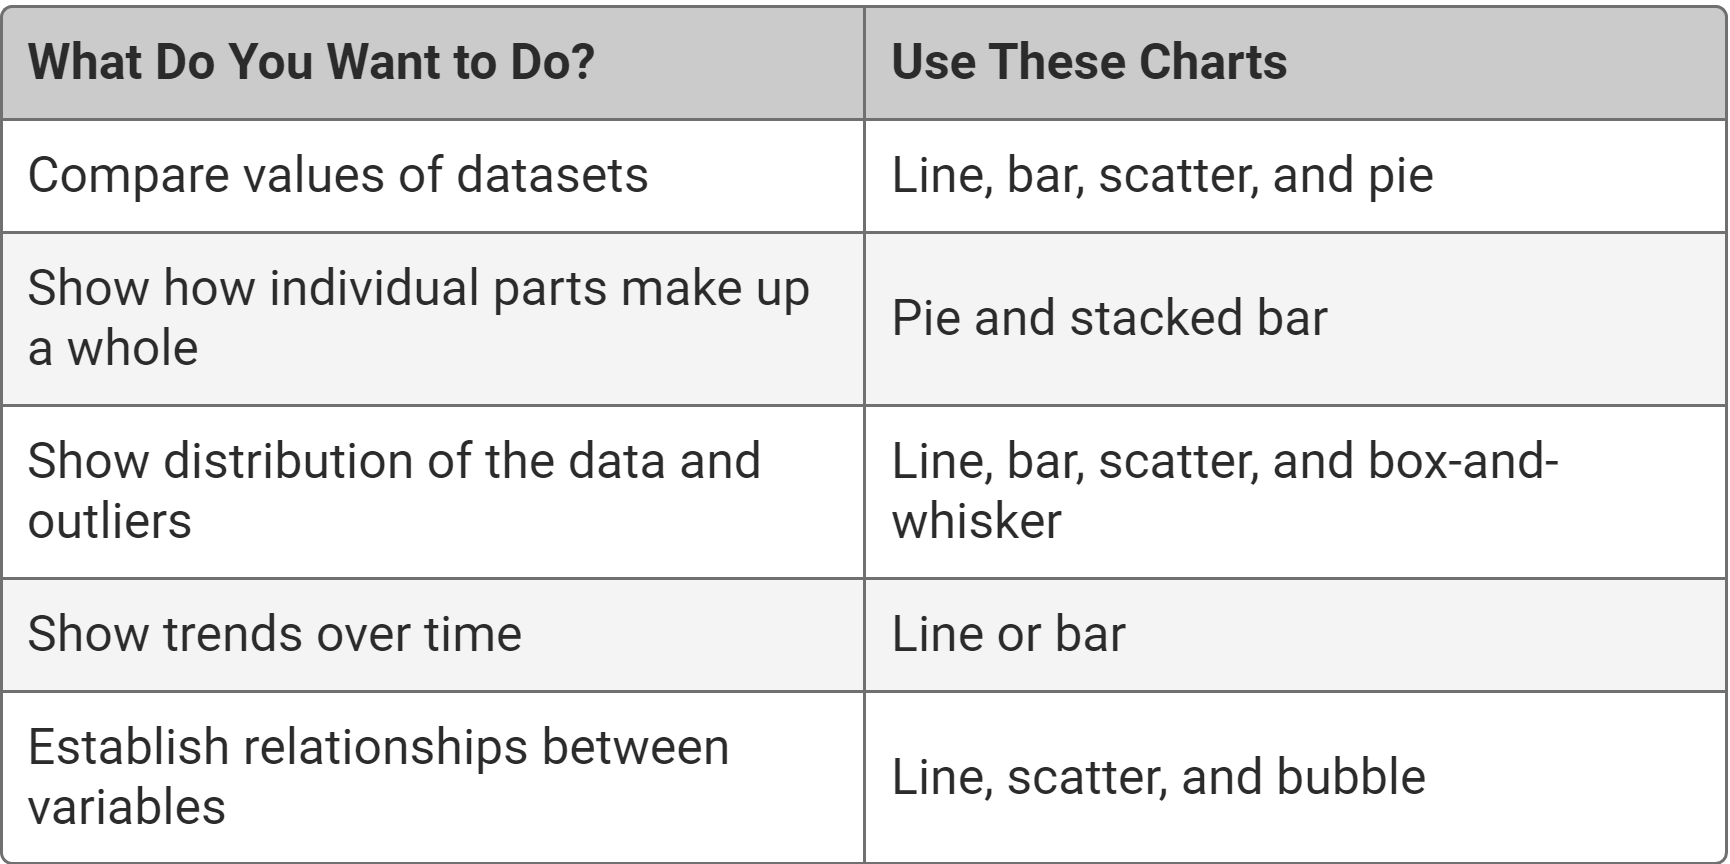 What Do You Want to Do?
Use These Charts
Compare values of datasets
Line, bar, scatter, and pie
Show how individual parts make up
a whole
Pie and stacked bar
Show distribution of the data and
outliers
Line, bar, scatter, and box-and-
whisker
Show trends over time
Line or bar
Establish relationships between
variables
Line, scatter, and bubble